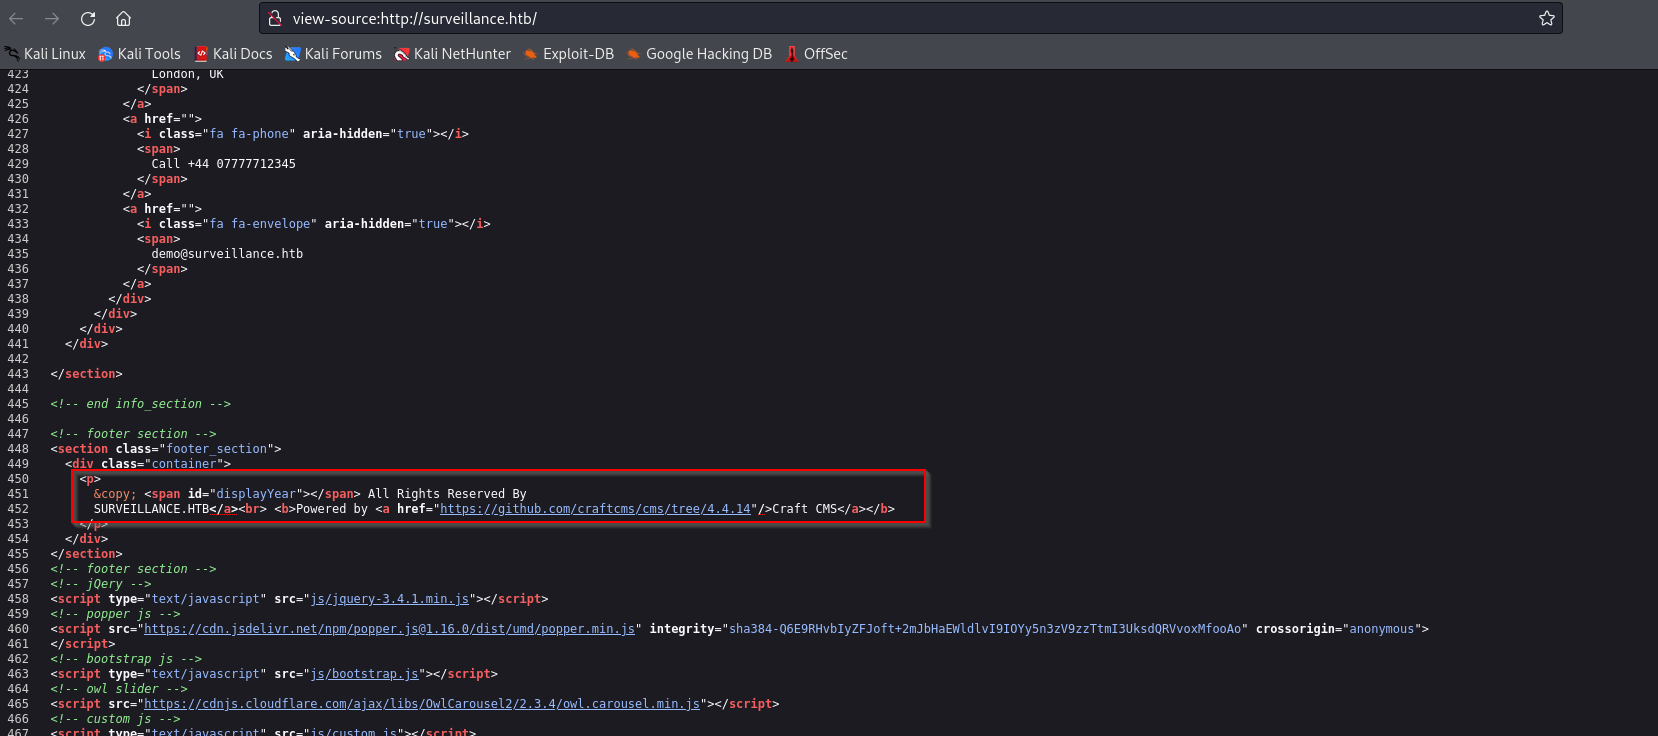 view-source:http://surveillance.htb/
Kali Linux Kali Tools Kali Docs Kali Forums Kali NetHunter Exploit-DB Google Hacking DB OffSec
423 London, UK
424 </span>
425 </a>
426 <a href="">
427 <i class="fa fa-phone" aria-hidden="true"></i>
428 <span>
429 Call +44 07777712345
430 </span>
431 </a>
432 <a href="">
433 <i class="fa fa-envelope" aria-hidden="true"></i>
434 <span>
435 demo@surveillance.htb
436 </span>
437 </a>
438 </div>
439 </div>
440 </div>
441 </div>
442
443 </section>
444
445 <!-- end info_section -->
446
447 <!-- footer section -->
448 <section class="footer_section">
449 <div class="container">
450 <p>
451 &copy; <span id="displayYear"></span> All Rights Reserved By
452 SURVEILLANCE.HTB</a><br> <b>Powered by <a href="https://github.com/craftcms/cms/tree/4.4.14"/>Craft CMS</a></b>
453 </p>
454 </div>
455 </section>
456 <!-- footer section -->
457 <!-- jQery -->
458 <script type="text/javascript" src="js/jquery-3.4.1.min.js"></script>
459 <!-- popper js -->
460 <script src="https://cdn.jsdelivr.net/npm/popper.js@1.16.0/dist/umd/popper.min.js" integrity="sha384-Q6E9RHvbIyZFJoft+2mJbHaEWldlvI9IOYy5n3zV9zzTtmI3UksdQRVvoxMfooAo" crossorigin="anonymous">
461 </script>
462 <!-- bootstrap js -->
463 <script type="text/javascript" src="js/bootstrap.js"></script>
464 <!-- owl slider -->
465 <script src="https://cdnjs.cloudflare.com/ajax/libs/OwlCarousel2/2.3.4/owl.carousel.min.js"></script>
466 <!-- custom js -->
467 <script type="text/javascript" src="js/custom.js"></script>